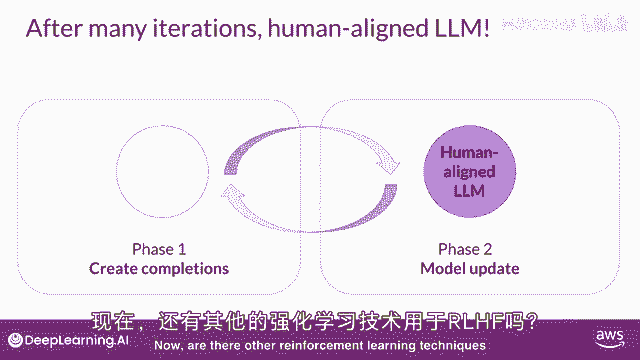 After many iterations, human-aligned LLM!
Human-
aligned
LLM
Phase 1
Create completions
Phase 2
Model update
现在，还有其他的强化学习技术用于RLHF吗？
DeepLearning.AI
Now, are there other reinforcement learning techniques
aws